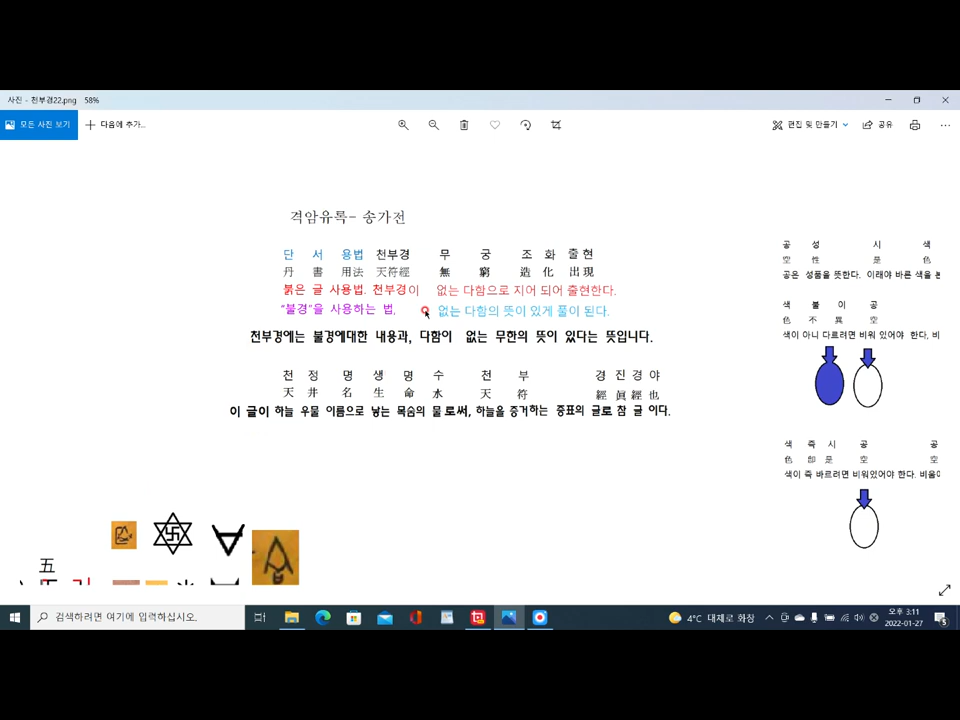 사진 - 천부경22.png 58%
모든 사진 보기 다음에 추가... 편집 및 만들기 공유
격암유록- 송가전
단 서 용법 천부경 무 궁 조 화 출현
丹 書 用法 天符經 無 窮 造 化 出現
붉은 글 사용법. 천부경이 없는 다함으로 지어 되어 출현한다.
"불경"을 사용하는 법, 없는 다함의 뜻이 있게 풀이 된다.
천부경에는 불경에대한 내용과, 다함이 없는 무한의 뜻이 있다는 뜻입니다.
천 정 명 생 명 수 천 부 경 진 경 야
天 井 名 生 命 水 天 符 經 眞 經 也
이 글이 하늘 우물 이름으로 낳는 목숨의 물로써, 하늘을 증거하는 증표의 글로 참 글 이다.
공 성 시 색
空 性 是 色
공은 성품을 뜻한다. 이래야 바른 색을 본
색 불 이 공
色 不 異 空
색이 아니 다르려면 비워 있어야 한다, 비
색 즉 시 공 공
色 卽 是 空 空
색이 즉 바르려면 비워있어야 한다. 비움이
卍
五
검색하려면 여기에 입력하십시오.
4°C 대체로 화창
오후 3:11
2022-01-27
5